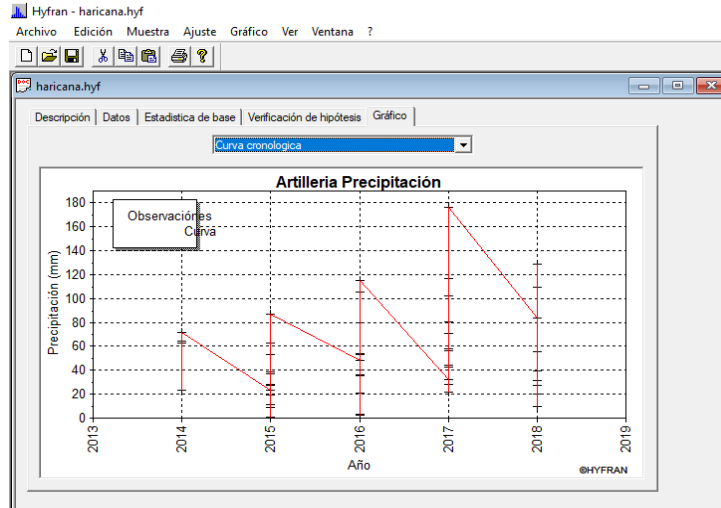 Hyfran - haricana.hyf
Archivo Edición Muestra Ajuste Gráfico Ver Ventana ?
haricana.hyf
Descripción Datos Estadistica de base Verificación de hipótesis Gráfico
Curva cronologica
Artilleria Precipitación
Observaciónes
Curva
Precipitación (mm)
180
160
140
120
100
80
60
40
20
0
2013 2014 2015 2016 2017 2018 2019
Año
©HYFRAN